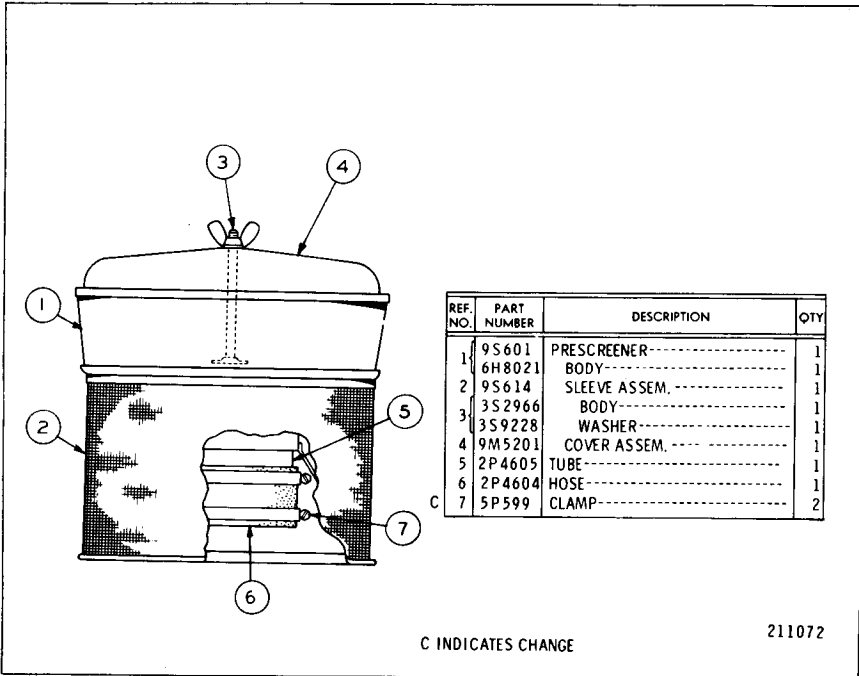 3
4
1
2
5
7
6
REF. NO. PART NUMBER DESCRIPTION QTY
1 9S601 PRESCREENER 1
6H8021 BODY 1
2 9S614 SLEEVE ASSEM. 1
3 3S2966 BODY 1
3S9228 WASHER 1
4 9M5201 COVER ASSEM. 1
5 2P4605 TUBE 1
6 2P4604 HOSE 1
C 7 5P599 CLAMP 2
C INDICATES CHANGE
211072